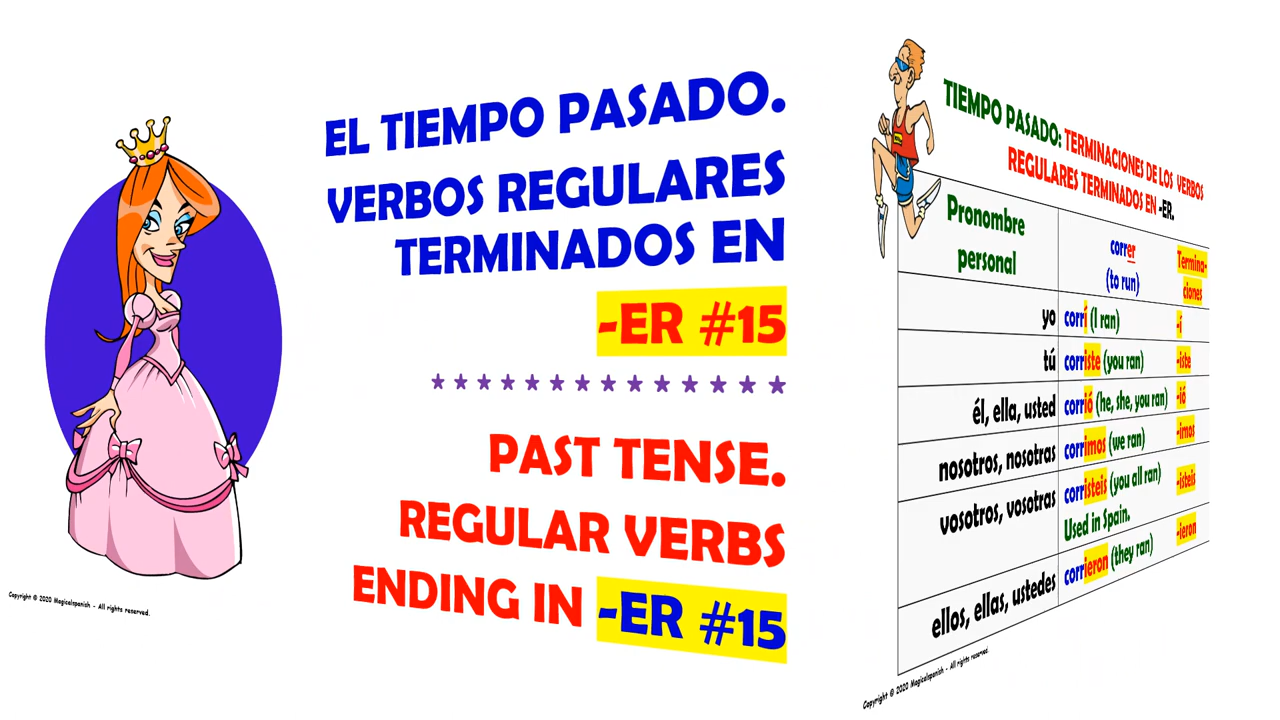 EL TIEMPO PASADO.
VERBOS REGULARES
TERMINADOS EN
-ER #15
PAST TENSE.
REGULAR VERBS
ENDING IN -ER #15
Copyright © 2020 Magicalspanish - All rights reserved.
TIEMPO PASADO: TERMINACIONES DE LOS VERBOS
REGULARES TERMINADOS EN -ER.
Pronombre
personal
correr
(to run)
Termina-
ciones
yo corrí (I ran) -í
tú corriste (you ran) -iste
él, ella, usted corrió (he, she, you ran) -ió
nosotros, nosotras corrimos (we ran) -imos
vosotros, vosotras corristeis (you all ran) -isteis
Used in Spain.
ellos, ellas, ustedes corrieron (they ran) -ieron
Copyright © 2020 Magicalspanish - All rights reserved.